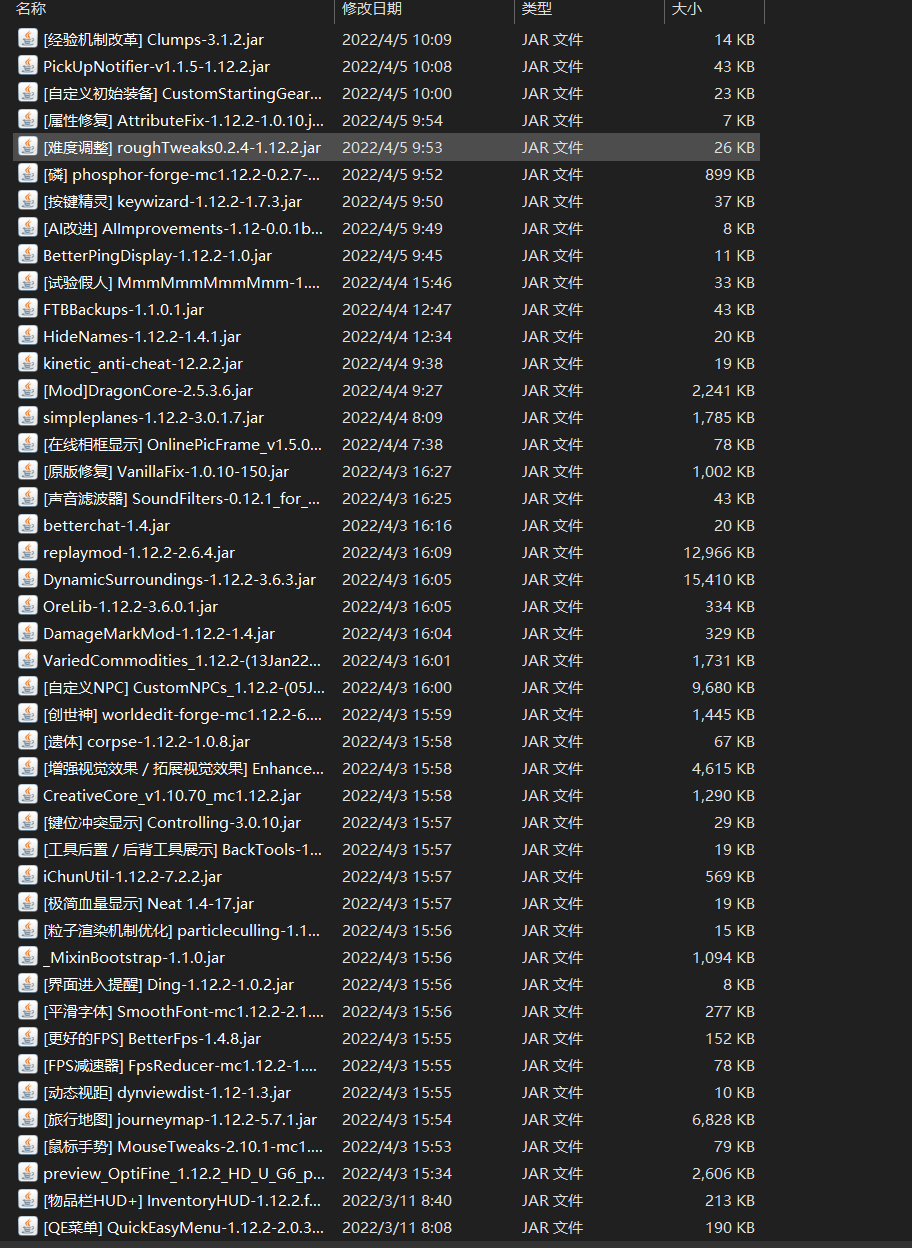 名称 修改日期 类型 大小
[经验机制改革] Clumps-3.1.2.jar 2022/4/5 10:09 JAR 文件 14 KB
PickUpNotifier-v1.1.5-1.12.2.jar 2022/4/5 10:08 JAR 文件 43 KB
[自定义初始装备] CustomStartingGear... 2022/4/5 10:00 JAR 文件 23 KB
[属性修复] AttributeFix-1.12.2-1.0.10.j... 2022/4/5 9:54 JAR 文件 7 KB
[难度调整] roughTweaks0.2.4-1.12.2.jar 2022/4/5 9:53 JAR 文件 26 KB
[磷] phosphor-forge-mc1.12.2-0.2.7-... 2022/4/5 9:52 JAR 文件 899 KB
[按键精灵] keywizard-1.12.2-1.7.3.jar 2022/4/5 9:50 JAR 文件 37 KB
[AI改进] AIImprovements-1.12-0.0.1b... 2022/4/5 9:49 JAR 文件 8 KB
BetterPingDisplay-1.12.2-1.0.jar 2022/4/5 9:45 JAR 文件 11 KB
[试验假人] MmmMmmMmmMmm-1.... 2022/4/4 15:46 JAR 文件 33 KB
FTBBackups-1.1.0.1.jar 2022/4/4 12:47 JAR 文件 43 KB
HideNames-1.12.2-1.4.1.jar 2022/4/4 12:34 JAR 文件 20 KB
kinetic_anti-cheat-12.2.2.jar 2022/4/4 9:38 JAR 文件 19 KB
[Mod]DragonCore-2.5.3.6.jar 2022/4/4 9:27 JAR 文件 2,241 KB
simpleplanes-1.12.2-3.0.1.7.jar 2022/4/4 8:09 JAR 文件 1,785 KB
[在线相框显示] OnlinePicFrame_v1.5.0... 2022/4/4 7:38 JAR 文件 78 KB
[原版修复] VanillaFix-1.0.10-150.jar 2022/4/3 16:27 JAR 文件 1,002 KB
[声音滤波器] SoundFilters-0.12.1_for_... 2022/4/3 16:25 JAR 文件 43 KB
betterchat-1.4.jar 2022/4/3 16:16 JAR 文件 20 KB
replaymod-1.12.2-2.6.4.jar 2022/4/3 16:09 JAR 文件 12,966 KB
DynamicSurroundings-1.12.2-3.6.3.jar 2022/4/3 16:05 JAR 文件 15,410 KB
OreLib-1.12.2-3.6.0.1.jar 2022/4/3 16:05 JAR 文件 334 KB
DamageMarkMod-1.12.2-1.4.jar 2022/4/3 16:04 JAR 文件 329 KB
VariedCommodities_1.12.2-(13Jan22... 2022/4/3 16:01 JAR 文件 1,731 KB
[自定义NPC] CustomNPCs_1.12.2-(05J... 2022/4/3 16:00 JAR 文件 9,680 KB
[创世神] worldedit-forge-mc1.12.2-6.... 2022/4/3 15:59 JAR 文件 1,445 KB
[遗体] corpse-1.12.2-1.0.8.jar 2022/4/3 15:58 JAR 文件 67 KB
[增强视觉效果 / 拓展视觉效果] Enhance... 2022/4/3 15:58 JAR 文件 4,615 KB
CreativeCore_v1.10.70_mc1.12.2.jar 2022/4/3 15:58 JAR 文件 1,290 KB
[键位冲突显示] Controlling-3.0.10.jar 2022/4/3 15:57 JAR 文件 29 KB
[工具后置 / 后背工具展示] BackTools-1... 2022/4/3 15:57 JAR 文件 19 KB
iChunUtil-1.12.2-7.2.2.jar 2022/4/3 15:57 JAR 文件 569 KB
[极简血量显示] Neat 1.4-17.jar 2022/4/3 15:57 JAR 文件 19 KB
[粒子渲染机制优化] particleculling-1.1... 2022/4/3 15:56 JAR 文件 15 KB
_MixinBootstrap-1.1.0.jar 2022/4/3 15:56 JAR 文件 1,094 KB
[界面进入提醒] Ding-1.12.2-1.0.2.jar 2022/4/3 15:56 JAR 文件 8 KB
[平滑字体] SmoothFont-mc1.12.2-2.1.... 2022/4/3 15:56 JAR 文件 277 KB
[更好的FPS] BetterFps-1.4.8.jar 2022/4/3 15:55 JAR 文件 152 KB
[FPS减速器] FpsReducer-mc1.12.2-1.... 2022/4/3 15:55 JAR 文件 78 KB
[动态视距] dynviewdist-1.12-1.3.jar 2022/4/3 15:55 JAR 文件 10 KB
[旅行地图] journeymap-1.12.2-5.7.1.jar 2022/4/3 15:54 JAR 文件 6,828 KB
[鼠标手势] MouseTweaks-2.10.1-mc1.... 2022/4/3 15:53 JAR 文件 79 KB
preview_OptiFine_1.12.2_HD_U_G6_p... 2022/4/3 15:34 JAR 文件 2,606 KB
[物品栏HUD+] InventoryHUD-1.12.2.f... 2022/3/11 8:40 JAR 文件 213 KB
[QE菜单] QuickEasyMenu-1.12.2-2.0.3... 2022/3/11 8:08 JAR 文件 190 KB